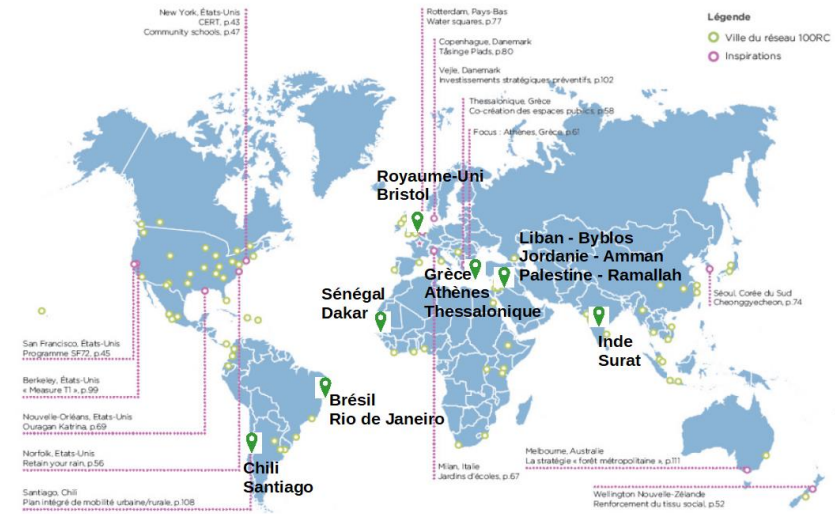 New York, États-Unis
CERT, p.43
Community schools, p.47
Rotterdam, Pays-Bas
Water squares, p.77
Copenhague, Danemark
Tåsinge Plads, p.80
Vejle, Danemark
Investissements stratégiques préventifs, p.102
Thessalonique, Grèce
Co-création des espaces publics, p.58
Focus : Athènes, Grèce, p.61
Légende
Ville du réseau 100RC
Inspirations
Royaume-Uni
Bristol
Liban - Byblos
Jordanie - Amman
Palestine - Ramallah
Grèce
Athènes
Thessalonique
Sénégal
Dakar
Séoul, Corée du Sud
Cheonggyecheon, p.74
Inde
Surat
San Francisco, États-Unis
Programme SF72, p.45
Berkeley, États-Unis
« Measure T1 », p.99
Nouvelle-Orléans, Etats-Unis
Ouragan Katrina, p.69
Norfolk, Etats-Unis
Retain your rain, p.56
Santiago, Chili
Plan intégré de mobilité urbaine/rurale, p.108
Brésil
Rio de Janeiro
Chili
Santiago
Milan, Italie
Jardins d'écoles, p.67
Melbourne, Australie
La stratégie « forêt métropolitaine », p.111
Wellington Nouvelle-Zélande
Renforcement du tissu social, p.52